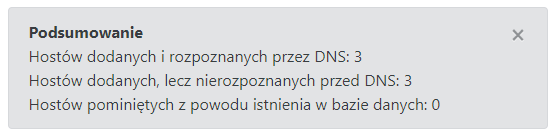 Podsumowanie
Hostów dodanych i rozpoznanych przez DNS: 3
Hostów dodanych, lecz nierozpoznanych przed DNS: 3
Hostów pominiętych z powodu istnienia w bazie danych: 0